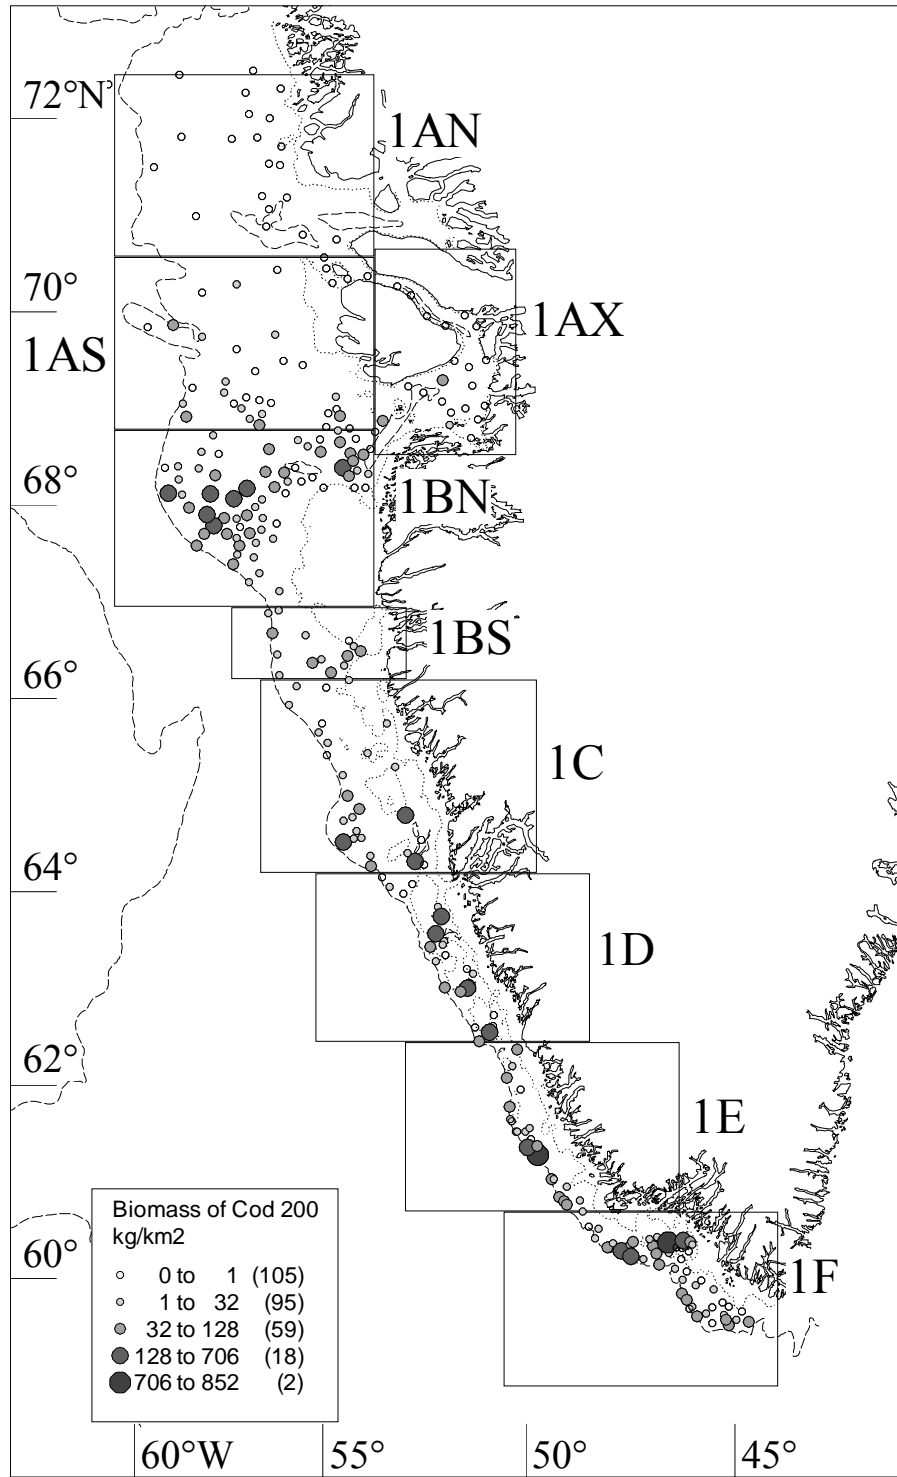 72°N
1AN
70°
1AX
1AS
68°
1BN
1BS
66°
1C
64°
1D
62°
1E
Biomass of Cod 200
kg/km2
0 to 1 (105)
1 to 32 (95)
32 to 128 (59)
128 to 706 (18)
706 to 852 (2)
60°
1F
60°W 55° 50° 45°